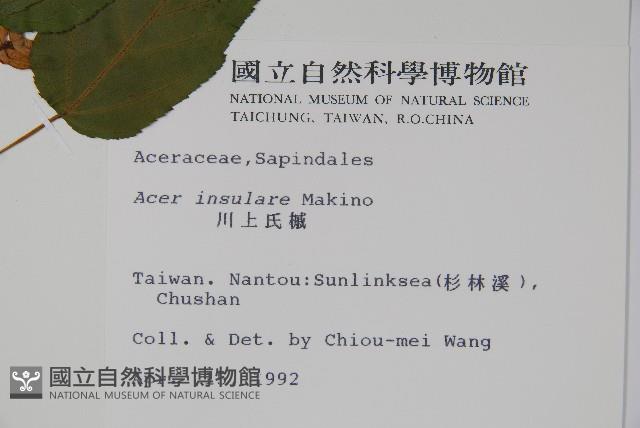 國立自然科學博物館
NATIONAL MUSEUM OF NATURAL SCIENCE
TAICHUNG, TAIWAN, R.O.CHINA
Aceraceae,Sapindales
Acer insulare Makino
川上氏槭
Taiwan. Nantou:Sunlinksea(杉林溪),
Chushan
Coll. & Det. by Chiou-mei Wang
1992
國立自然科學博物館
NATIONAL MUSEUM OF NATURAL SCIENCE